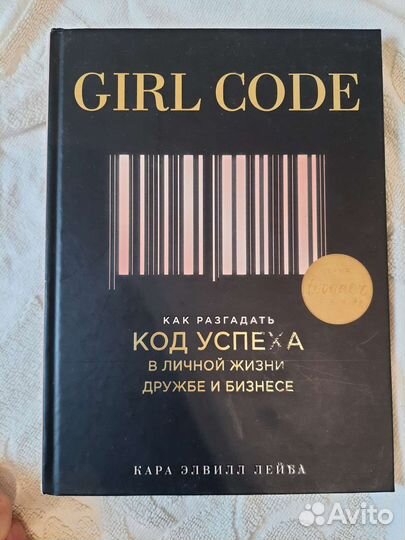 GIRL CODE
КАК РАЗГАДАТЬ
КОД УСПЕХА
В ЛИЧНОЙ ЖИЗНИ
ДРУЖБЕ И БИЗНЕСЕ
КАРА ЭЛВИЛЛ ЛЕЙБА
Avito